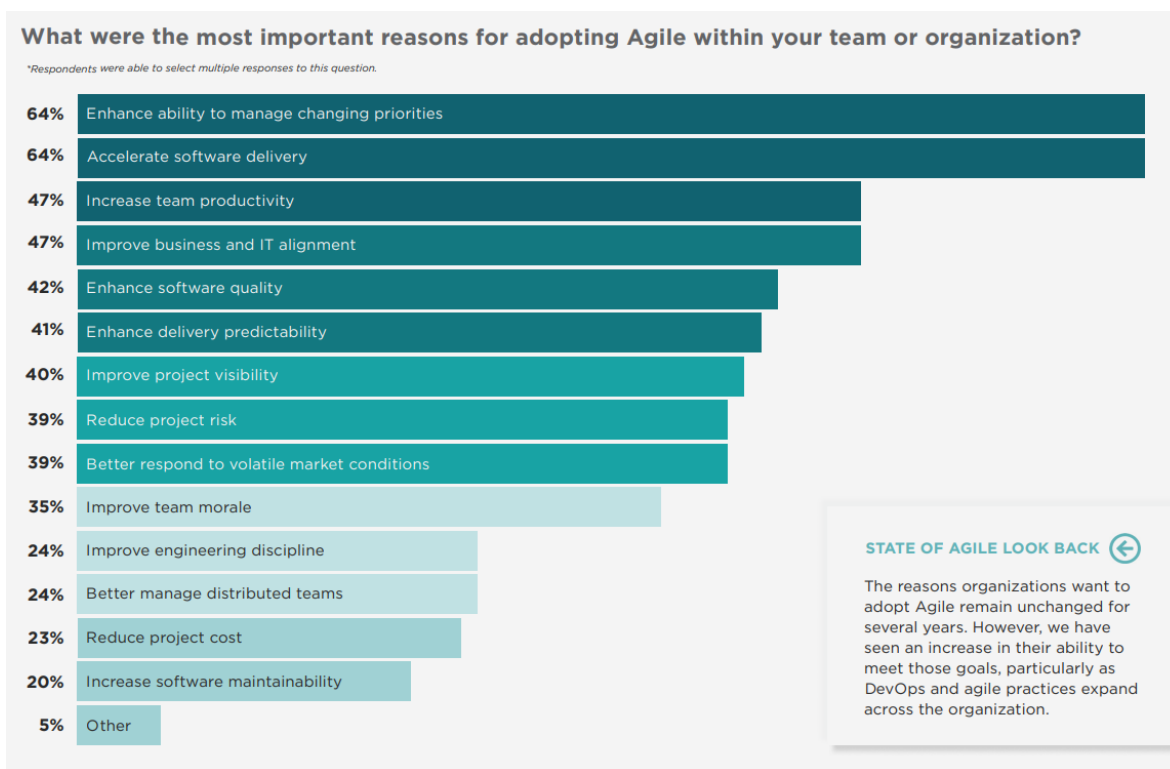 What were the most important reasons for adopting Agile within your team or organization?
*Respondents were able to select multiple responses to this question.
64% Enhance ability to manage changing priorities
64% Accelerate software delivery
47% Increase team productivity
47% Improve business and IT alignment
42% Enhance software quality
41% Enhance delivery predictability
40% Improve project visibility
39% Reduce project risk
39% Better respond to volatile market conditions
35% Improve team morale
24% Improve engineering discipline
24% Better manage distributed teams
23% Reduce project cost
20% Increase software maintainability
5% Other
STATE OF AGILE LOOK BACK
The reasons organizations want to
adopt Agile remain unchanged for
several years. However, we have
seen an increase in their ability to
meet those goals, particularly as
DevOps and agile practices expand
across the organization.